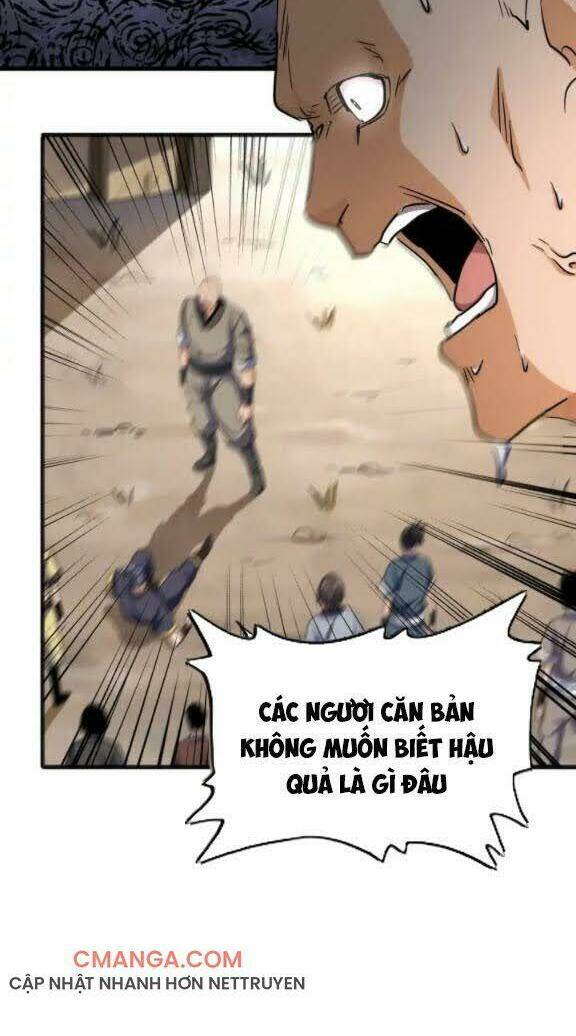 CÁC NGƯƠI CĂN BẢN
KHÔNG MUỐN BIẾT HẬU
QUẢ LÀ GÌ ĐÂU
CMANGA.COM
CẬP NHẬT NHANH HƠN NETTRUYEN